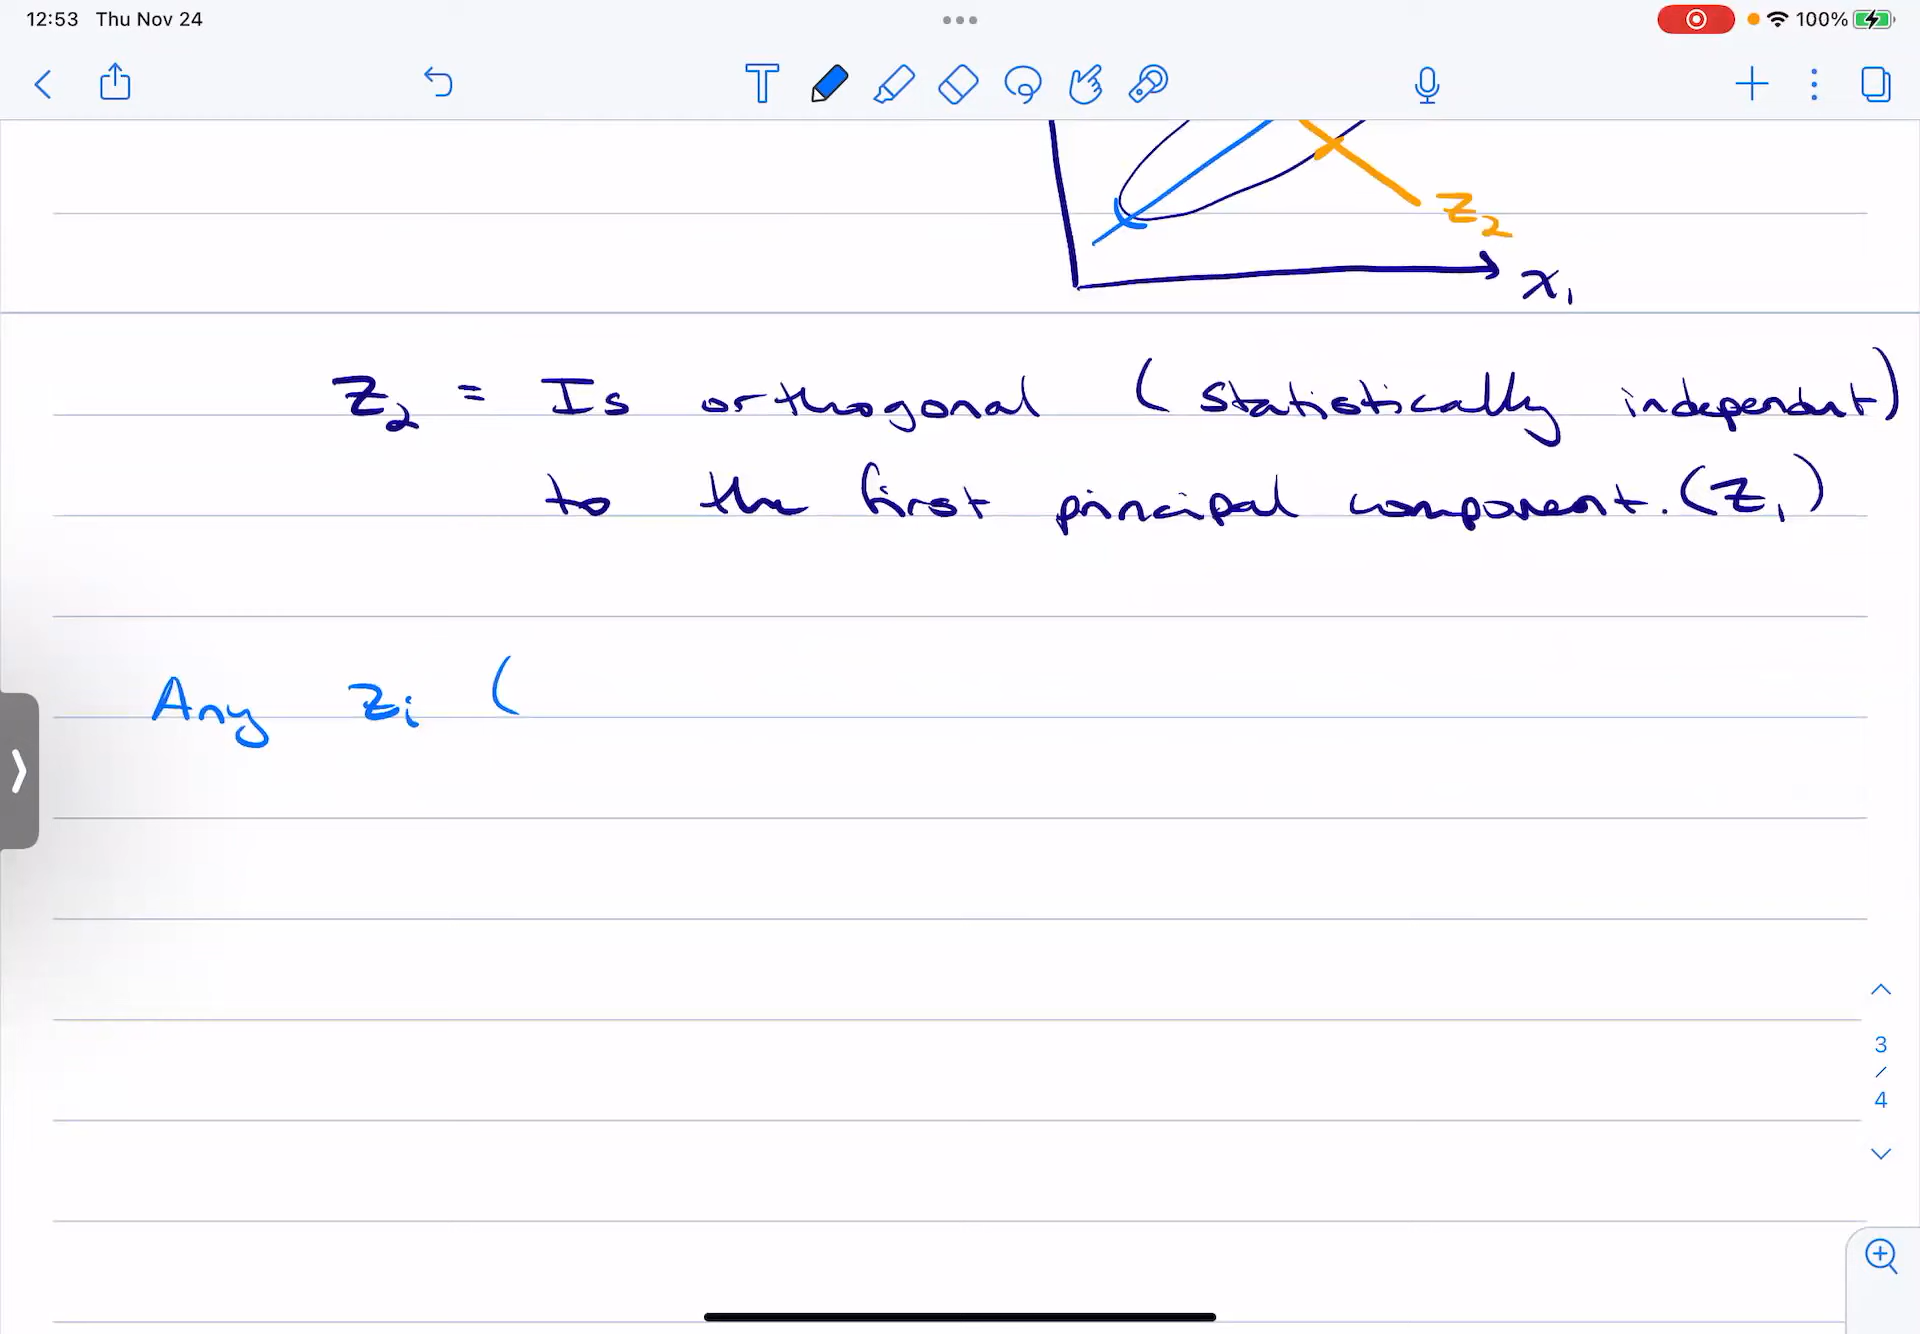 12:53 Thu Nov 24
100%
T
z₂
x₁
z₂ = Is orthogonal (statistically independent)
to the first principal component. (z₁)
Any zᵢ (
3
/
4